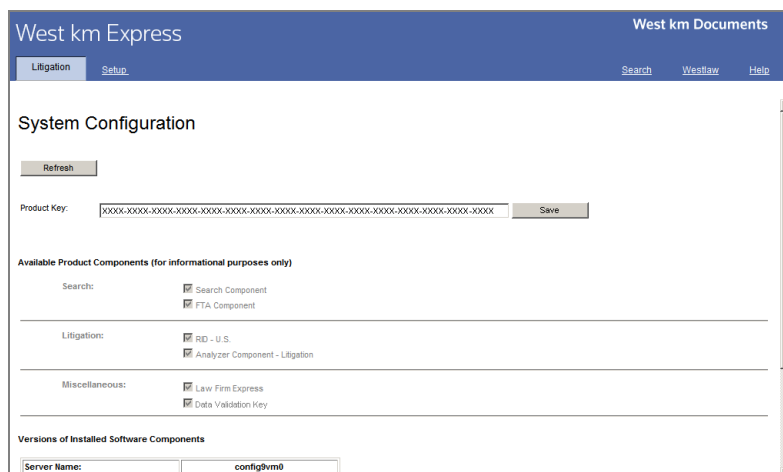 West km Express
West km Documents
Litigation
Setup
Search
Westlaw
Help
System Configuration
Refresh
Product Key:
XXXX-XXXX-XXXX-XXXX-XXXX-XXXX-XXXX-XXXX-XXXX-XXXX-XXXX-XXXX-XXXX-XXXX-XXXX-XXXX
Save
Available Product Components (for informational purposes only)
Search:
Search Component
FTA Component
Litigation:
RID - U.S.
Analyzer Component - Litigation
Miscellaneous:
Law Firm Express
Data Validation Key
Versions of Installed Software Components
Server Name:
config9vm0